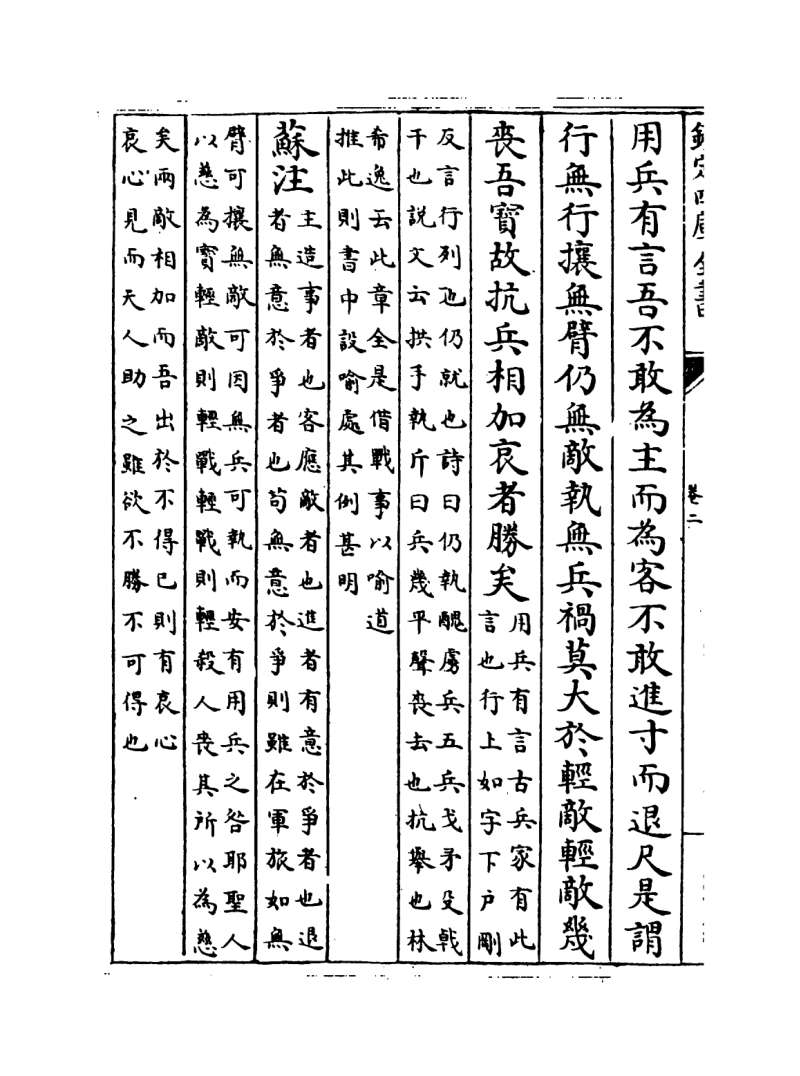 欽定四庫全書
卷二
用兵有言吾不敢為主而為客不敢進寸而退尺是謂
行無行攘無臂仍無敵執無兵禍莫大於輕敵輕敵幾
喪吾寳故抗兵相加哀者勝矣
用兵有言古兵家有此
言也行上如字下户剛
反言行列也仍就也詩曰仍執醜虜兵五兵戈矛殳戟
干也説文云拱手執斤曰兵幾平聲喪去也抗舉也林
希逸云此章全是借戰事以喻道
推此則書中設喻處其例甚明
蘇注
主造事者也客應敵者也進者有意於爭者也退
者無意於爭者也茍無意於爭則雖在軍旅如無
臂可攘無敵可因無兵可執而安有用兵之咎耶聖人
以慈為寳輕敵則輕戰輕戰則輕殺人喪其所以為慈
矣兩敵相加而吾出於不得已則有哀心
哀心見而天人助之雖欲不勝不可得也